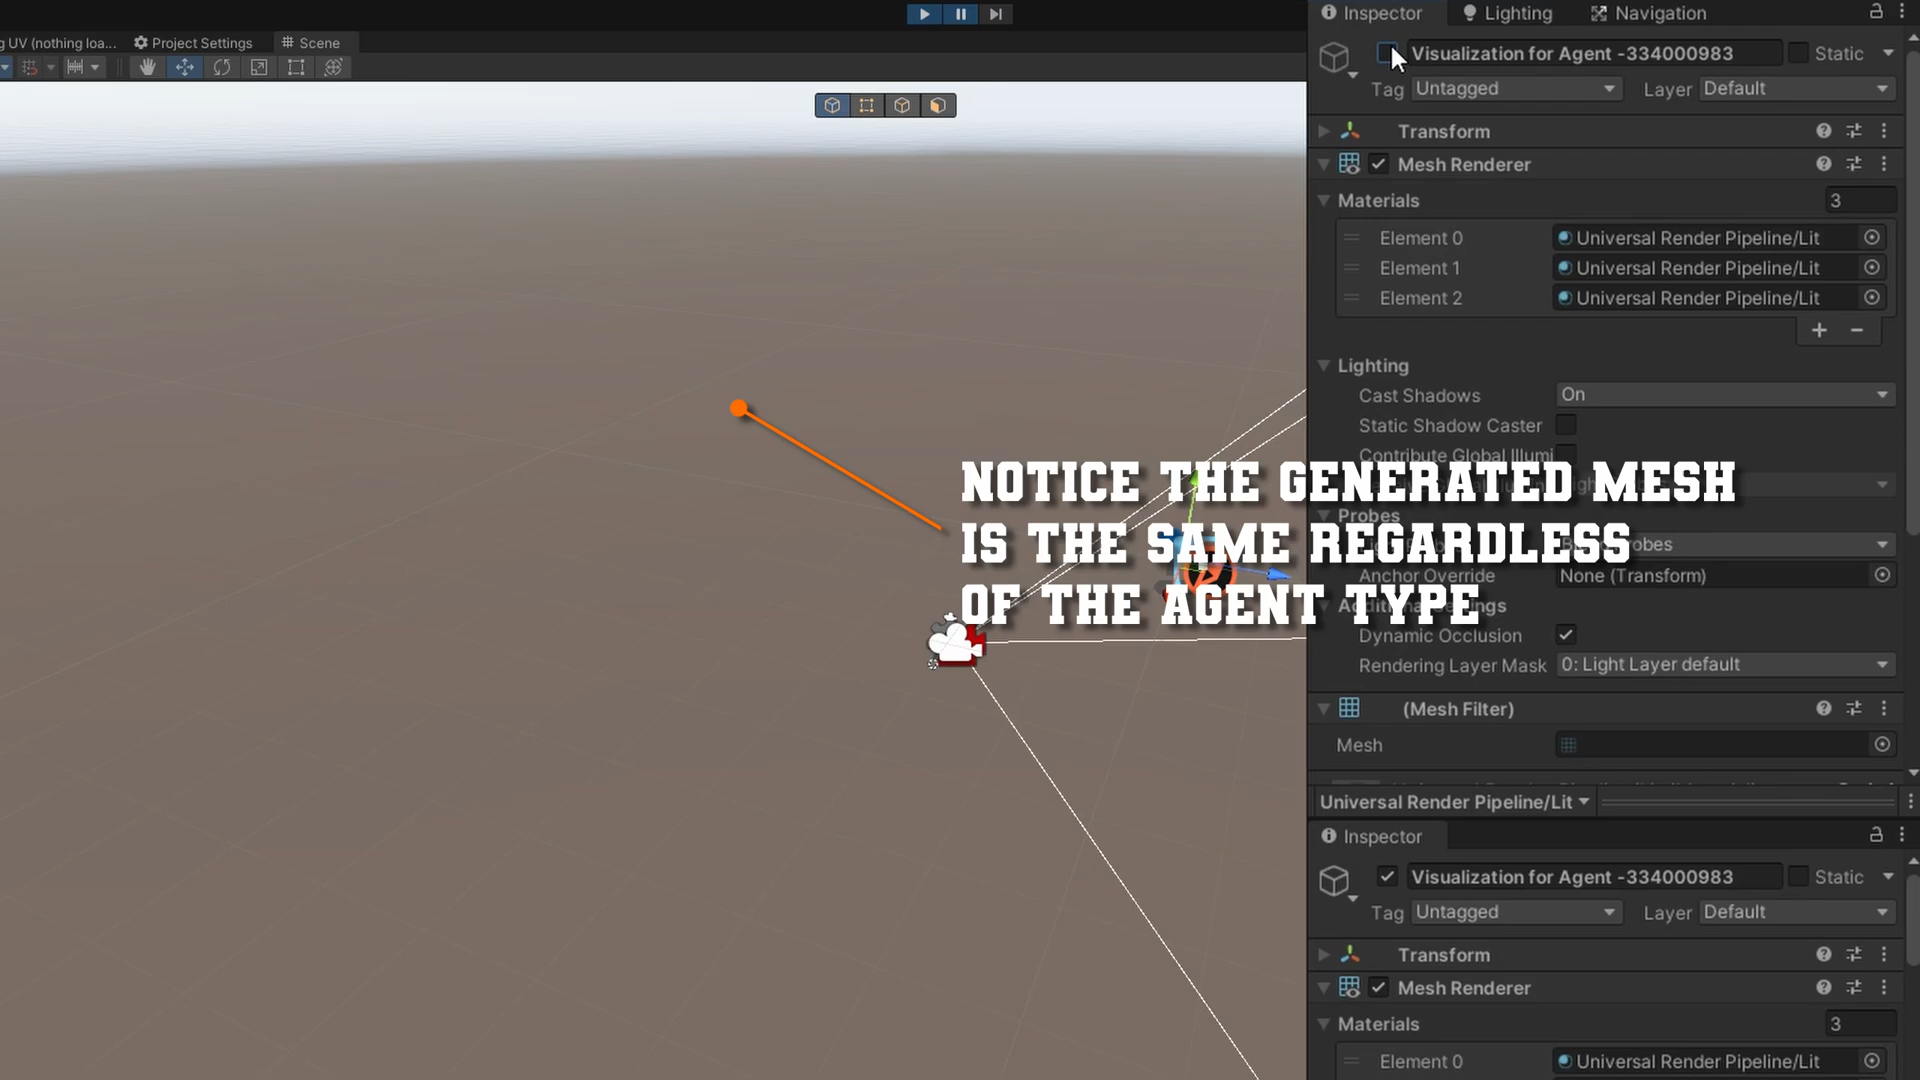 Inspector
Lighting
Navigation
g UV (nothing loa...
Project Settings
Scene
Visualization for Agent -334000983
Static
Tag
Untagged
Layer
Default
Transform
Mesh Renderer
Materials
3
Element 0
Universal Render Pipeline/Lit
Element 1
Universal Render Pipeline/Lit
Element 2
Universal Render Pipeline/Lit
Lighting
Cast Shadows
On
Static Shadow Caster
Contribute Global Illumi
NOTICE THE GENERATED MESH
IS THE SAME REGARDLESS
OF THE AGENT TYPE
Probes
Anchor Override
None (Transform)
Dynamic Occlusion
Rendering Layer Mask
0: Light Layer default
(Mesh Filter)
Mesh
Universal Render Pipeline/Lit
Inspector
Visualization for Agent -334000983
Static
Tag
Untagged
Layer
Default
Transform
Mesh Renderer
Materials
3
Element 0
Universal Render Pipeline/Lit